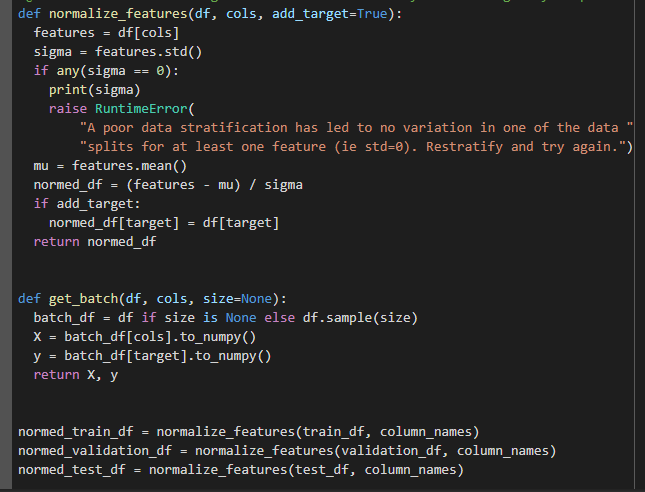 def normalize_features(df, cols, add_target=True):
  features = df[cols]
  sigma = features.std()
  if any(sigma == 0):
    print(sigma)
    raise RuntimeError(
        "A poor data stratification has led to no variation in one of the data "
        "splits for at least one feature (ie std=0). Restratify and try again.")
  mu = features.mean()
  normed_df = (features - mu) / sigma
  if add_target:
    normed_df[target] = df[target]
  return normed_df
def get_batch(df, cols, size=None):
  batch_df = df if size is None else df.sample(size)
  X = batch_df[cols].to_numpy()
  y = batch_df[target].to_numpy()
  return X, y
normed_train_df = normalize_features(train_df, column_names)
normed_validation_df = normalize_features(validation_df, column_names)
normed_test_df = normalize_features(test_df, column_names)